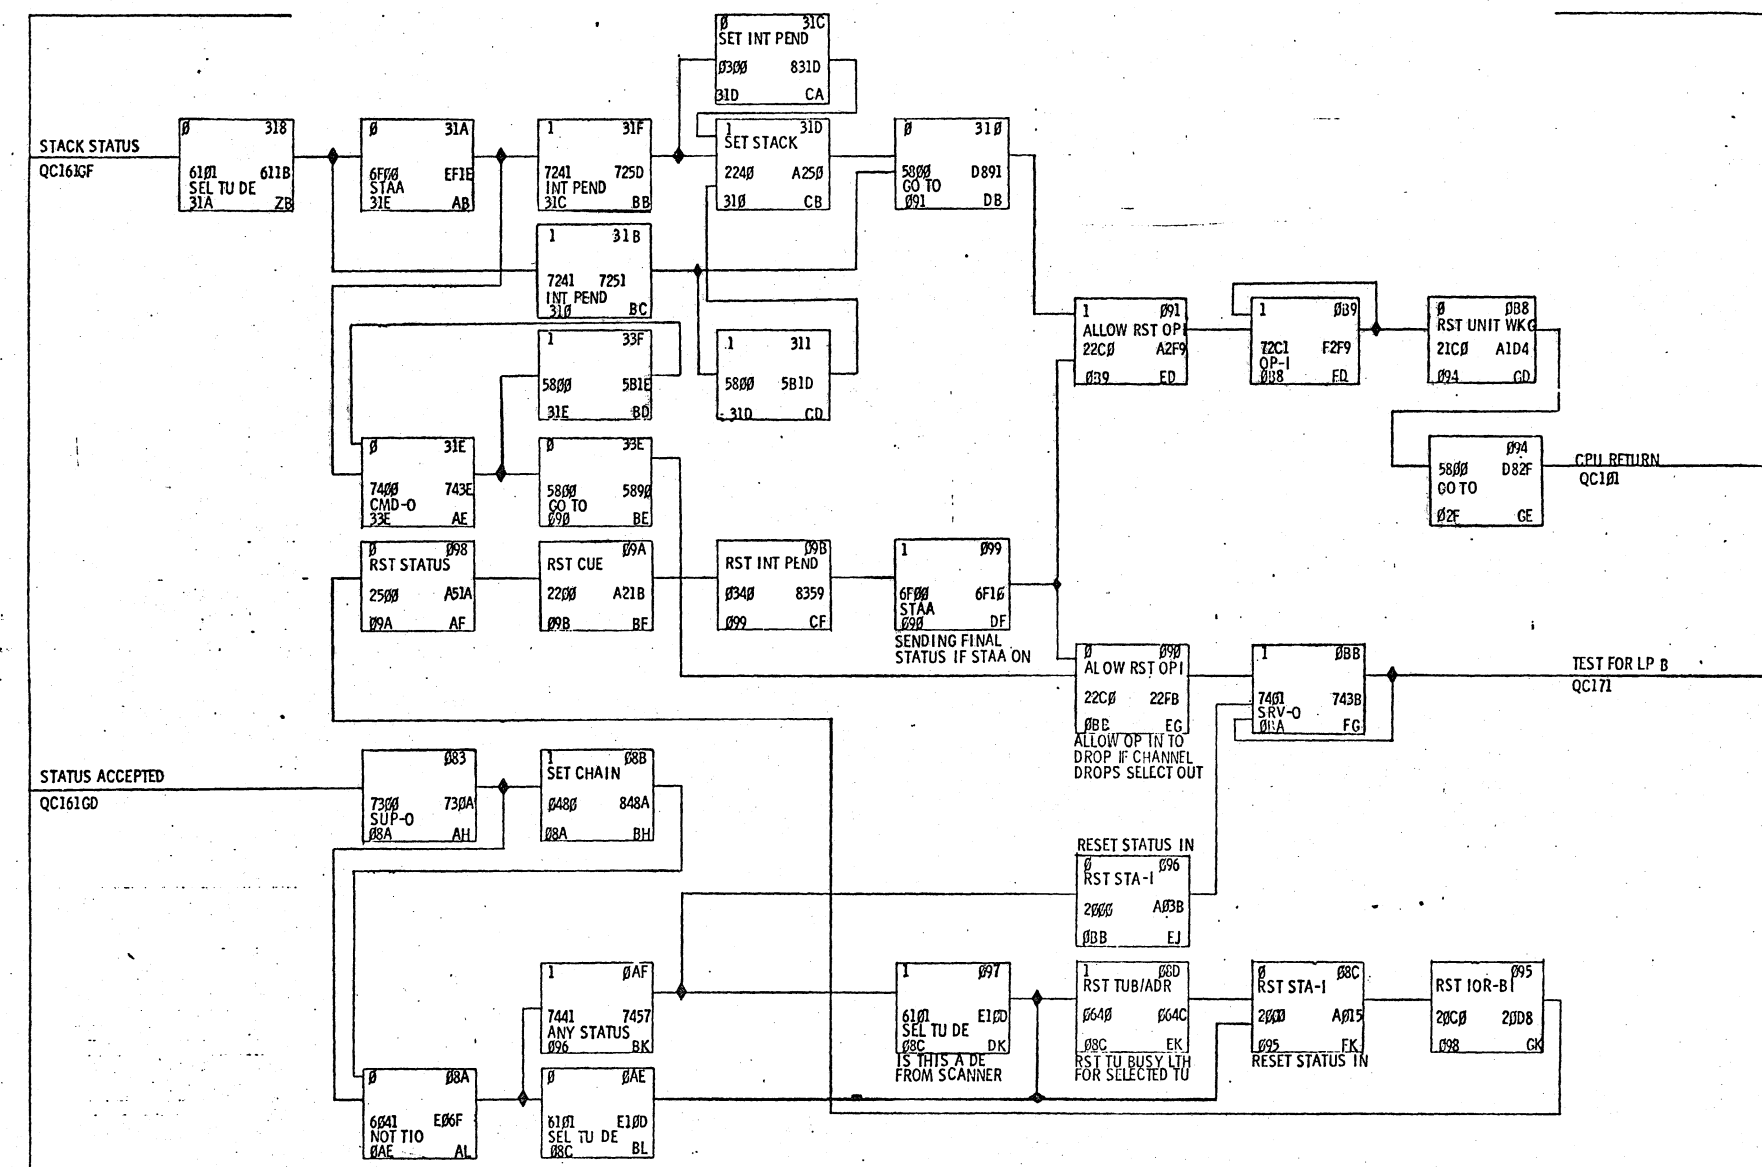 STACK STATUS
QC161GF
Ø 318
61Ø1 611B
SEL TU DE
31A ZB
Ø 31A
6FØØ EF1E
STAA
31E AB
1 31F
7241 725D
INT PEND
31C BB
Ø 31C
SET INT PEND
Ø3ØØ 831D
31D CA
1 31D
SET STACK
224Ø A25Ø
31Ø CB
Ø 31Ø
58ØØ D891
GO TO
Ø91 DB
1 31B
7241 7251
INT PEND
31Ø BC
1 33F
58ØØ 5B1E
31E BD
1 311
58ØØ 5B1D
31D CD
1 Ø91
ALLOW RST OPI
22CØ A2F9
ØB9 ED
1 ØB9
72C1 F2F9
OP-I
ØB8 FD
Ø ØB8
RST UNIT WKG
21CØ A1D4
Ø94 GD
Ø94
58ØØ D82F
GO TO
Ø2F GE
CPU RETURN
QC1Ø1
Ø 31E
74ØØ 743E
CMD-O
33E AE
Ø 33E
58ØØ 589Ø
GO TO
Ø9Ø BE
Ø Ø98
RST STATUS
25ØØ A51A
Ø9A AF
Ø9A
RST CUE
22ØØ A21B
Ø9B BF
Ø9B
RST INT PEND
Ø34Ø 8359
Ø99 CF
1 Ø99
6FØØ
STAA
Ø9Ø DF
SENDING FINAL
STATUS IF STAA ON
Ø Ø9Ø
ALOW RST OPI
22CØ 22FB
EG
ALLOW OP IN TO
DROP IF CHANNEL
DROPS SELECT OUT
1 ØBB
74Ø1 743B
SRV-O
ØBA FG
TEST FOR LP B
QC171
STATUS ACCEPTED
QC161GD
Ø83
73ØØ 73ØA
SUP-O
Ø8A AH
1 Ø8B
SET CHAIN
Ø48Ø 848A
Ø8A BH
RESET STATUS IN
Ø Ø96
RST STA-I
2ØØØ AØ3B
ØBB EJ
1 ØAF
7441 7457
ANY STATUS
Ø96 BK
1 Ø97
61Ø1 E1ØD
SEL TU DE
Ø8C DK
IS THIS A DE
FROM SCANNER
1 Ø8D
RST TUB/ADR
Ø64Ø Ø64C
Ø8C EK
RST TU BUSY LTH
FOR SELECTED TU
Ø Ø8C
RST STA-I
AØ15
Ø95 FK
RESET STATUS IN
Ø95
RST IOR-BI
2ØCØ 2ØD8
Ø98 GK
Ø Ø8A
6Ø41 EØ6F
NOT TIO
ØAE AL
Ø ØAE
61Ø1 E1ØD
SEL TU DE
Ø8C BL